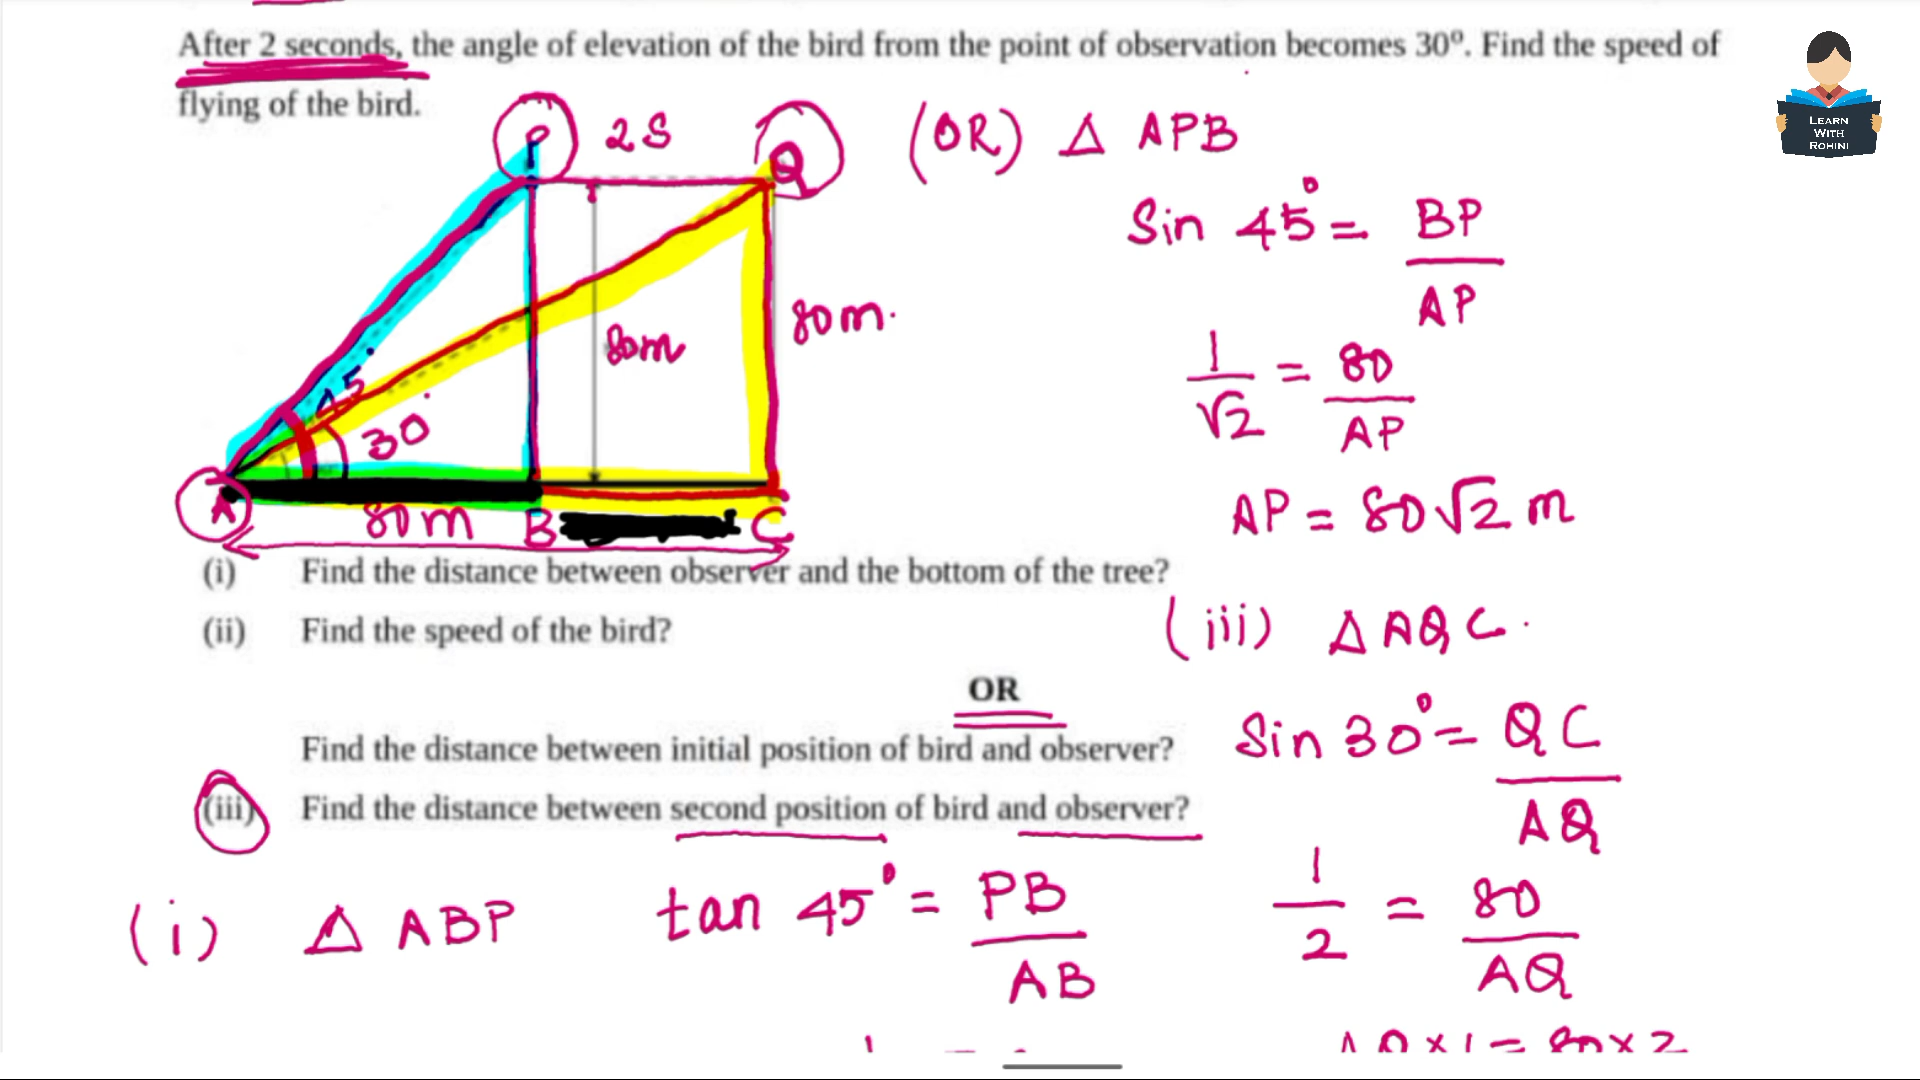 After 2 seconds, the angle of elevation of the bird from the point of observation becomes 30º. Find the speed of
flying of the bird.
LEARN
WITH
ROHINI
P 2S Q
(OR) Δ APB
Sin 45° = BP
AP
80m
80m.
45°
30°
1/√2 = 80/AP
AP = 80√2 m
A 80m B C
(i) Find the distance between observer and the bottom of the tree?
(ii) Find the speed of the bird?
OR
Find the distance between initial position of bird and observer?
(iii) Find the distance between second position of bird and observer?
(iii) Δ AQC.
Sin 30° = QC
AQ
1/2 = 80/AQ
AQ × 1 = 80 × 2
(i) Δ ABP tan 45° = PB
AB